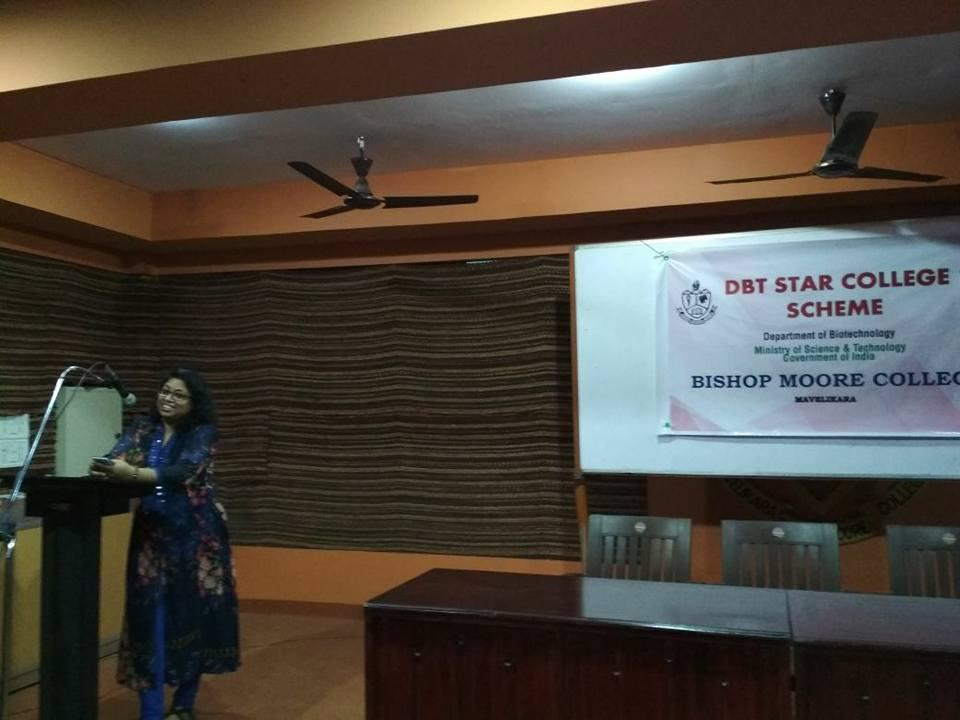 DBT STAR COLLEGE
SCHEME
Department of Biotechnology
Ministry of Science & Technology
Government of India
BISHOP MOORE COLLEG
MAVELIKARA